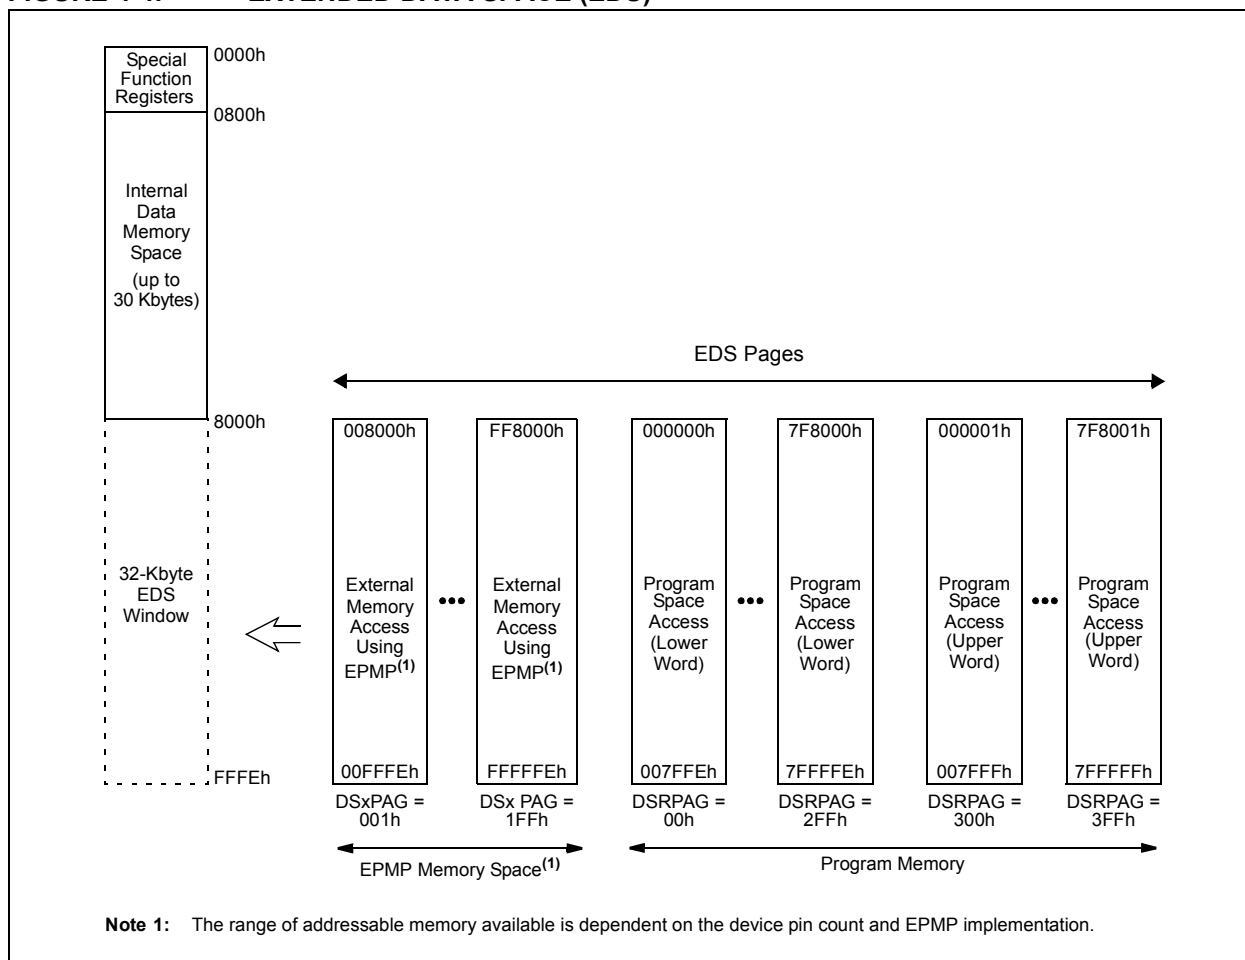 Special
Function
Registers
0000h
0800h
Internal
Data
Memory
Space
(up to
30 Kbytes)
EDS Pages
8000h
008000h
FF8000h
000000h
7F8000h
000001h
7F8001h
32-Kbyte
EDS
Window
External
Memory
Access
Using
EPMP(1)
•••
External
Memory
Access
Using
EPMP(1)
Program
Space
Access
(Lower
Word)
•••
Program
Space
Access
(Lower
Word)
Program
Space
Access
(Upper
Word)
•••
Program
Space
Access
(Upper
Word)
FFFEh
00FFFEh
FFFFFEh
007FFEh
7FFFFEh
007FFFh
7FFFFFh
DSxPAG =
001h
DSx PAG =
1FFh
DSRPAG =
00h
DSRPAG =
2FFh
DSRPAG =
300h
DSRPAG =
3FFh
EPMP Memory Space(1)
Program Memory
Note 1: The range of addressable memory available is dependent on the device pin count and EPMP implementation.